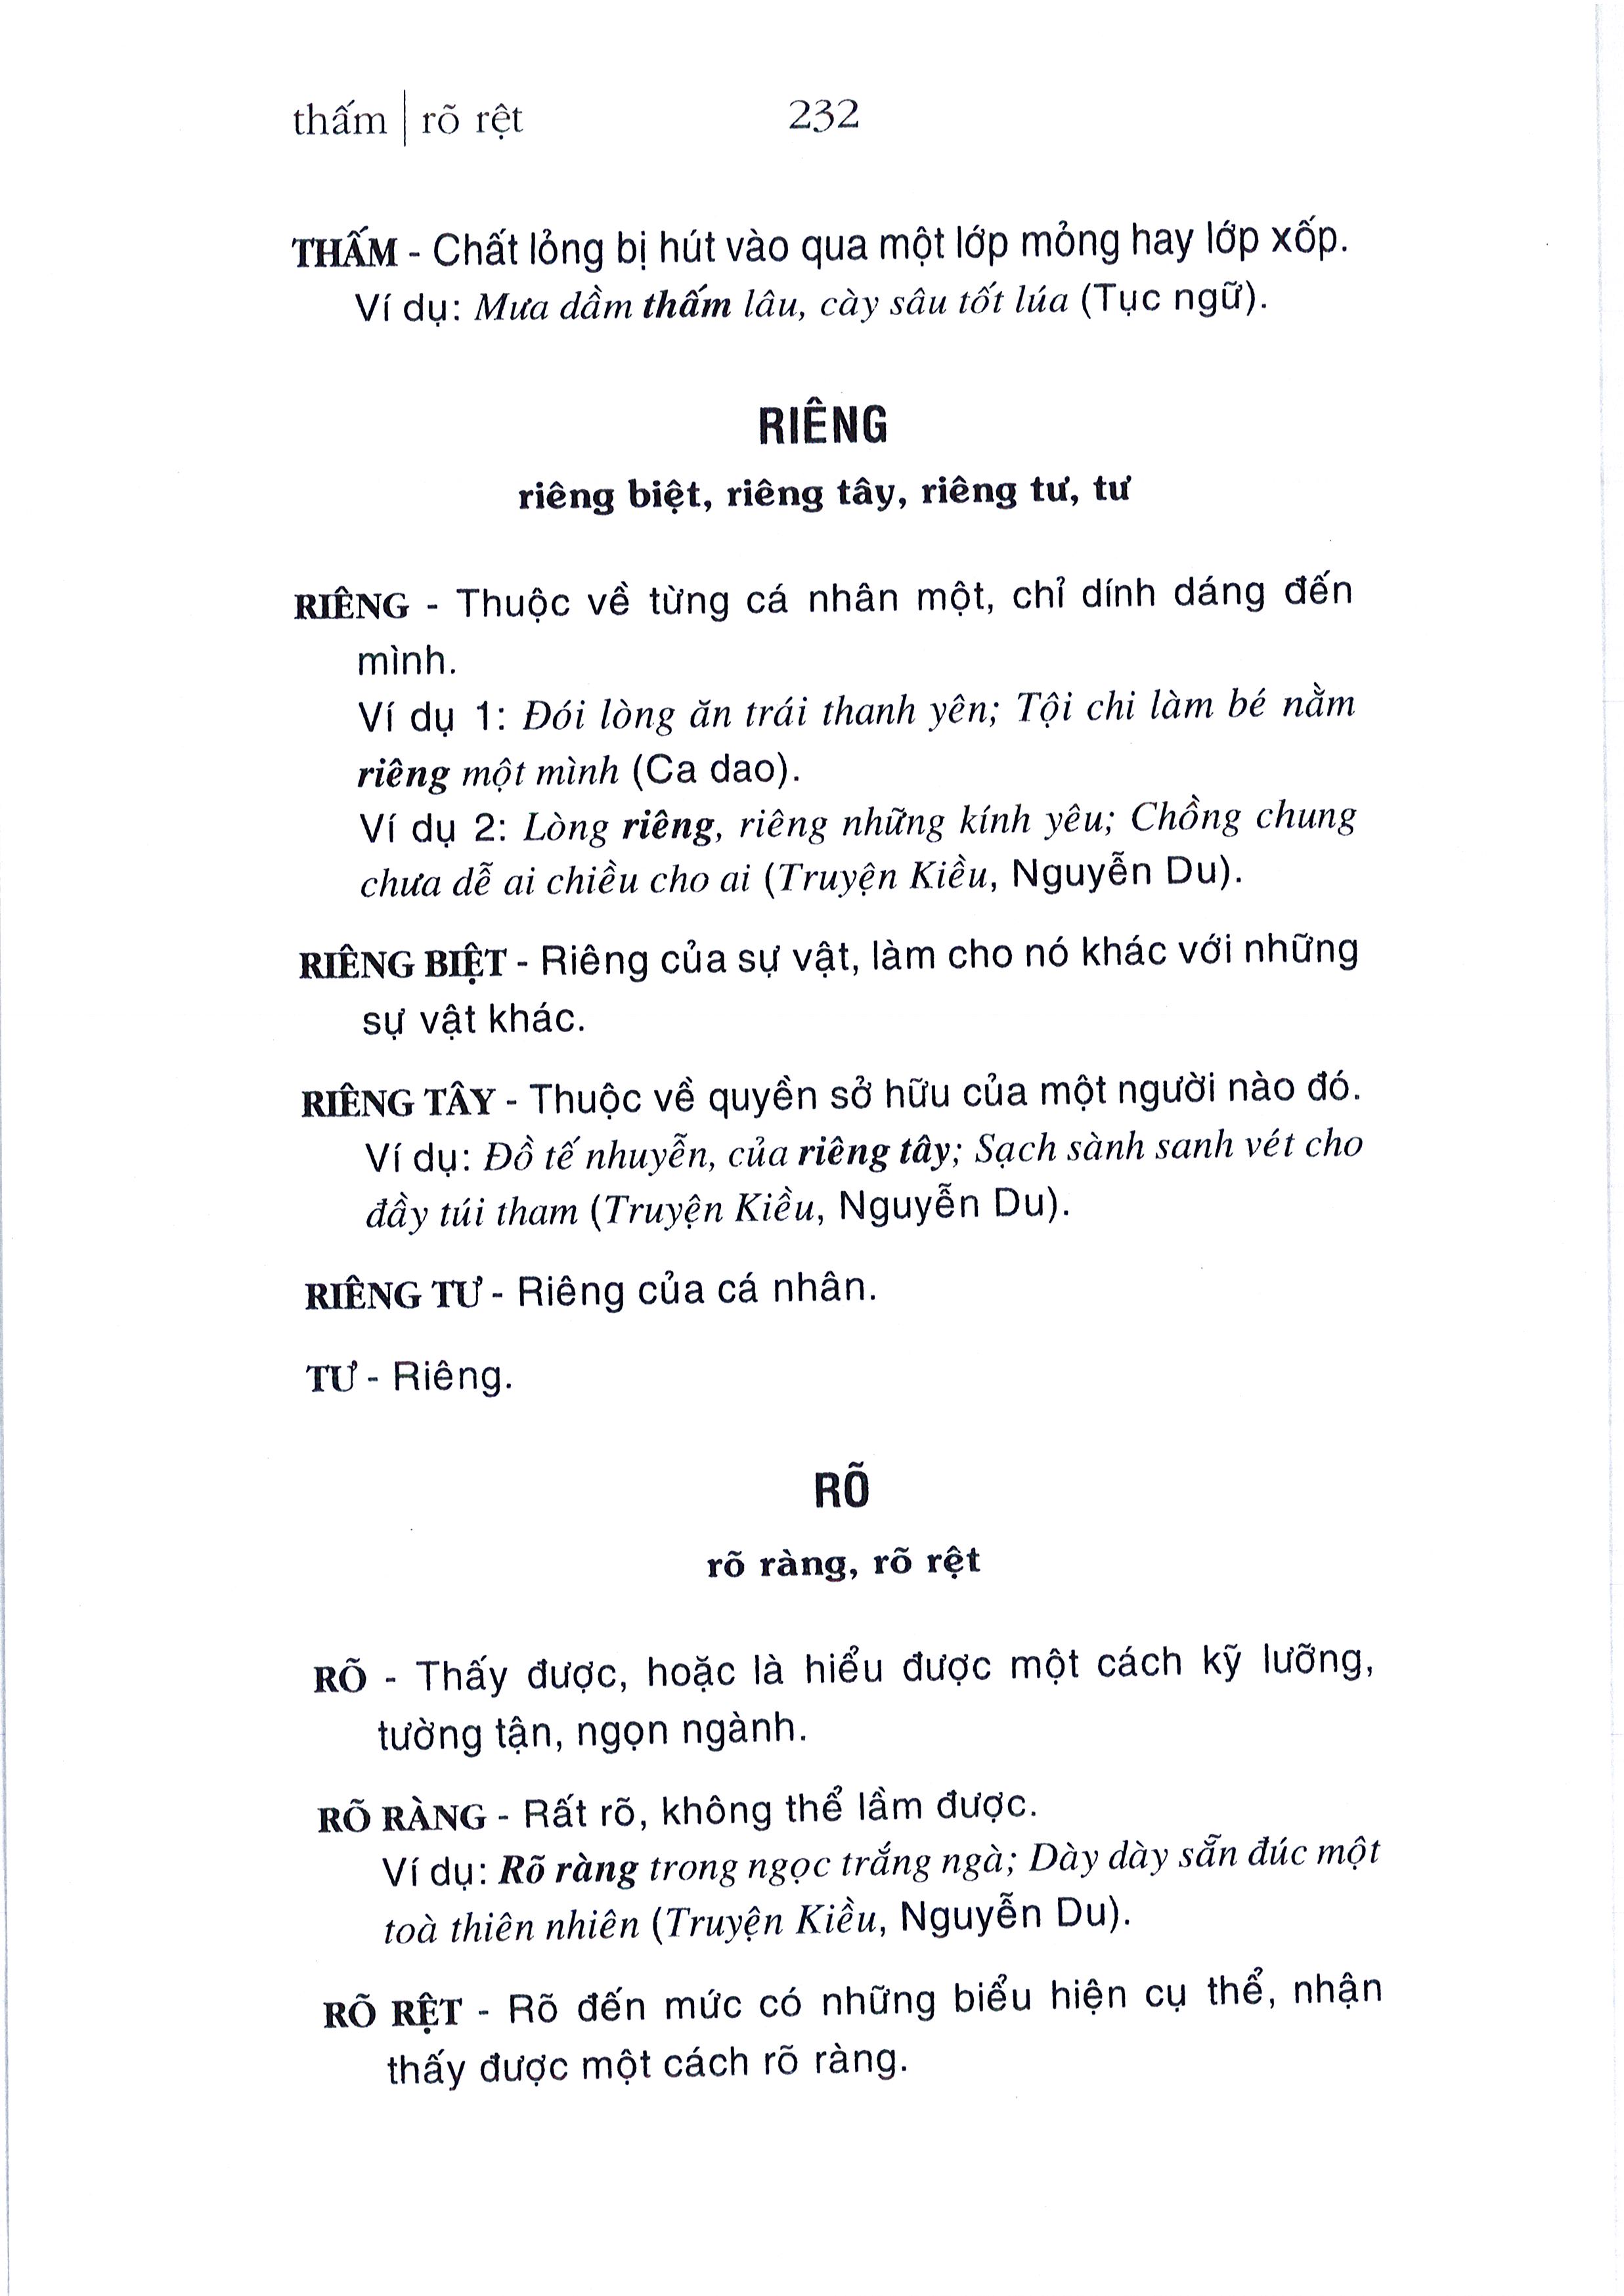 thấm | rõ rệt 232
THẤM - Chất lỏng bị hút vào qua một lớp mỏng hay lớp xốp.
Ví dụ: Mưa dầm thấm lâu, cày sâu tốt lúa (Tục ngữ).
RIÊNG
riêng biệt, riêng tây, riêng tư, tư
RIÊNG - Thuộc về từng cá nhân một, chỉ dính dáng đến
mình.
Ví dụ 1: Đói lòng ăn trái thanh yên; Tội chi làm bé nằm
riêng một mình (Ca dao).
Ví dụ 2: Lòng riêng, riêng những kính yêu; Chồng chung
chưa dễ ai chiều cho ai (Truyện Kiều, Nguyễn Du).
RIÊNG BIỆT - Riêng của sự vật, làm cho nó khác với những
sự vật khác.
RIÊNG TÂY - Thuộc về quyền sở hữu của một người nào đó.
Ví dụ: Đồ tế nhuyễn, của riêng tây; Sạch sành sanh vét cho
đầy túi tham (Truyện Kiều, Nguyễn Du).
RIÊNG TƯ - Riêng của cá nhân.
TƯ - Riêng.
RÕ
rõ ràng, rõ rệt
RÕ - Thấy được, hoặc là hiểu được một cách kỹ lưỡng,
tường tận, ngọn ngành.
RÕ RÀNG - Rất rõ, không thể lầm được.
Ví dụ: Rõ ràng trong ngọc trắng ngà; Dày dày sẵn đúc một
toà thiên nhiên (Truyện Kiều, Nguyễn Du).
RÕ RỆT - Rõ đến mức có những biểu hiện cụ thể, nhận
thấy được một cách rõ ràng.